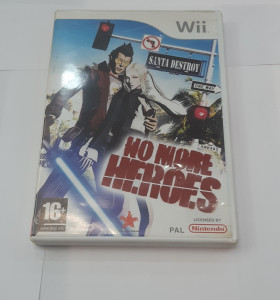 Wii
SANTA DESTROY
ONE WAY
NO MORE
HEROES
16+
PAL
LICENSED BY
Nintendo